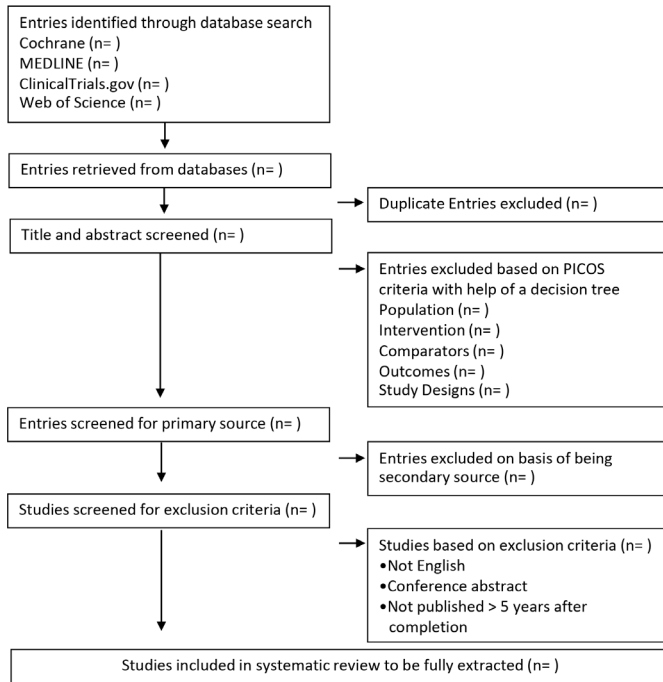 Entries identified through database search
Cochrane (n= )
MEDLINE (n= )
ClinicalTrials.gov (n= )
Web of Science (n= )
Entries retrieved from databases (n= )
Duplicate Entries excluded (n= )
Title and abstract screened (n= )
Entries excluded based on PICOS
criteria with help of a decision tree
Population (n= )
Intervention (n= )
Comparators (n= )
Outcomes (n= )
Study Designs (n= )
Entries screened for primary source (n= )
Entries excluded on basis of being
secondary source (n= )
Studies screened for exclusion criteria (n= )
Studies based on exclusion criteria (n= )
•Not English
•Conference abstract
•Not published > 5 years after
completion
Studies included in systematic review to be fully extracted (n= )